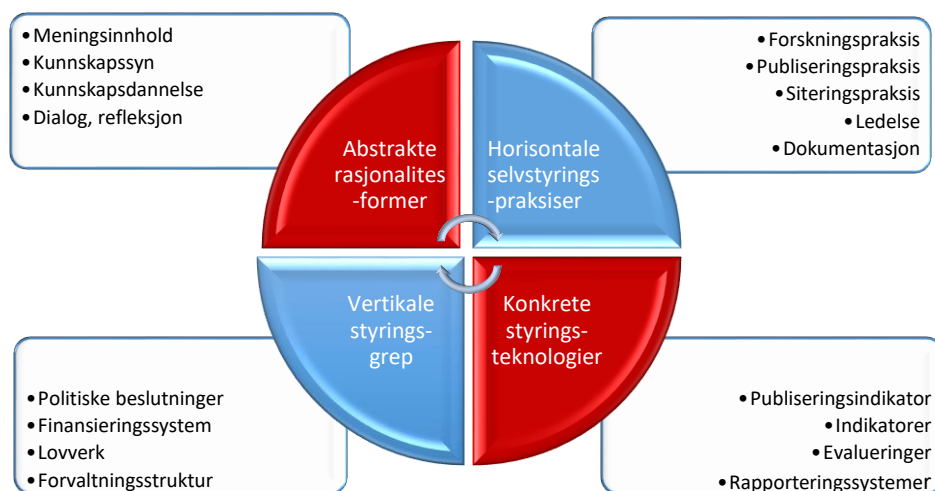 •Meningsinnhold
•Kunnskapssyn
•Kunnskapsdannelse
•Dialog, refleksjon
•Forskningspraksis
•Publiseringspraksis
•Siteringspraksis
•Ledelse
•Dokumentasjon
Abstrakte
rasjonalites
-former
Horisontale
selvstyrings
-praksiser
Vertikale
styrings-
grep
Konkrete
styrings-
teknologier
•Politiske beslutninger
•Finansieringssystem
•Lovverk
•Forvaltningsstruktur
•Publiseringsindikator
•Indikatorer
•Evalueringer
•Rapporteringssystemer